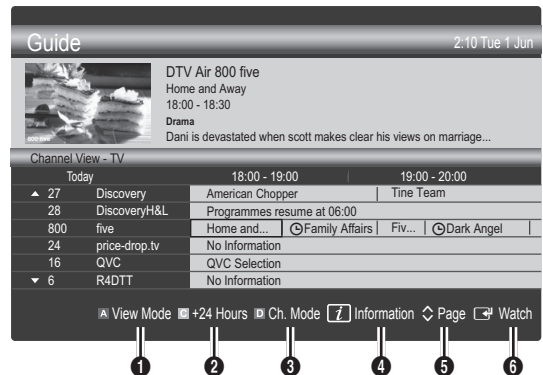 Guide 2:10 Tue 1 Jun
DTV Air 800 five
Home and Away
18:00 - 18:30
Drama
Dani is devastated when scott makes clear his views on marriage...
800 five
Channel View - TV
Today 18:00 - 19:00 19:00 - 20:00
▲ 27 Discovery American Chopper Tine Team
28 DiscoveryH&L Programmes resume at 06:00
800 five Home and... Family Affairs Fiv... Dark Angel
24 price-drop.tv No Information
16 QVC QVC Selection
▼ 6 R4DTT No Information
A View Mode C +24 Hours D Ch. Mode i Information Page Watch
1 2 3 4 5 6